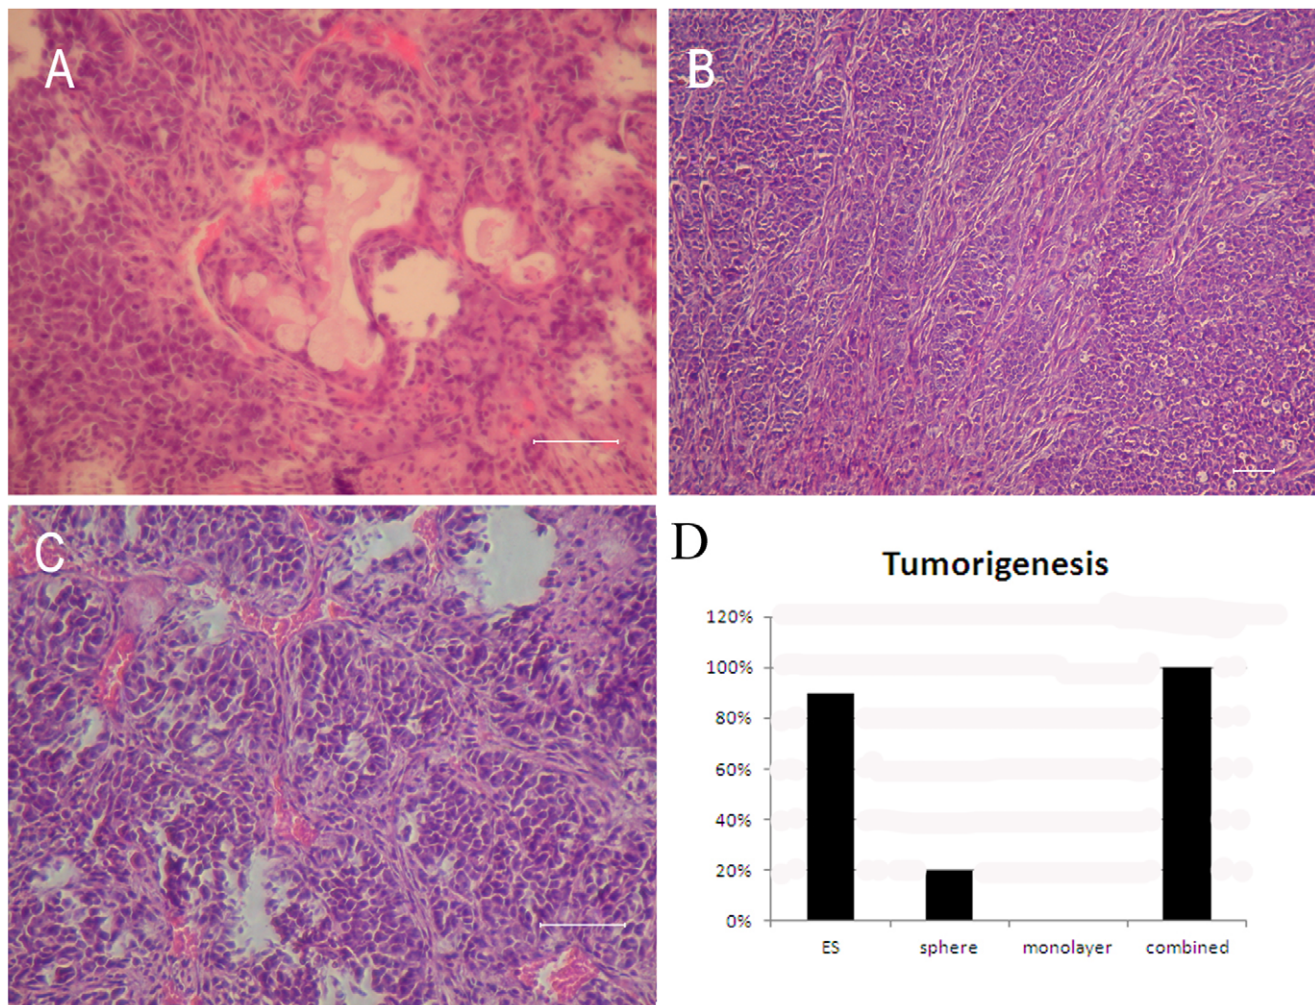 A
B
C
D
Tumorigenesis
120%
100%
80%
60%
40%
20%
0%
ES
sphere
monolayer
combined